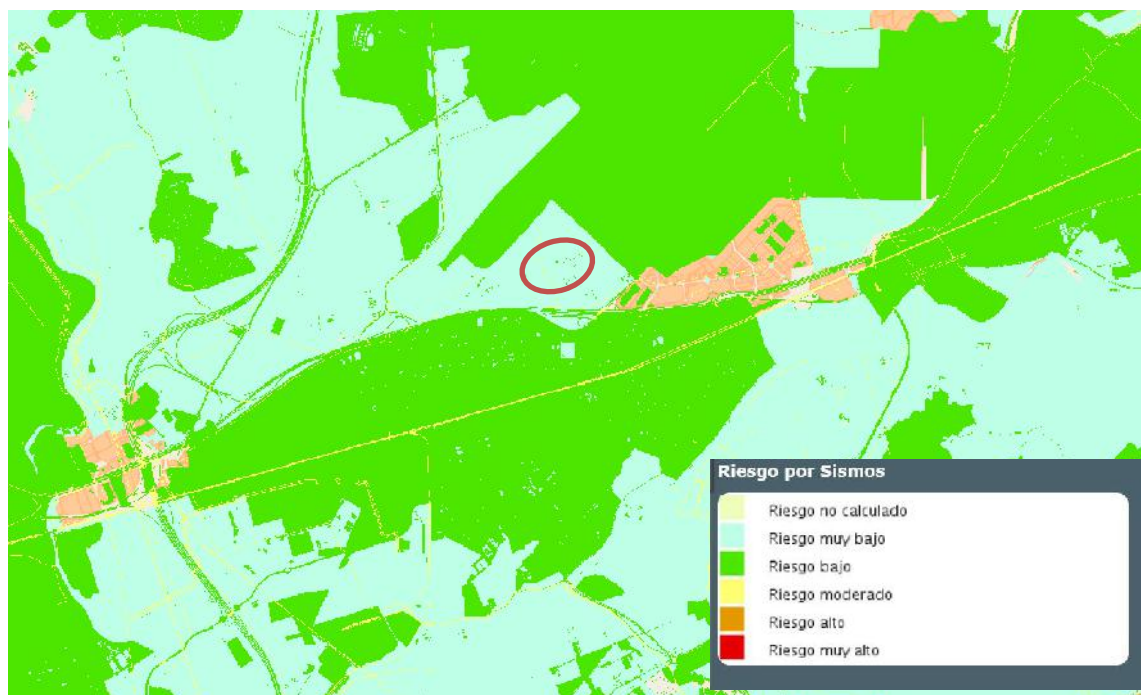 Riesgo por Sismos
Riesgo no calculado
Riesgo muy bajo
Riesgo bajo
Riesgo moderado
Riesgo alto
Riesgo muy alto